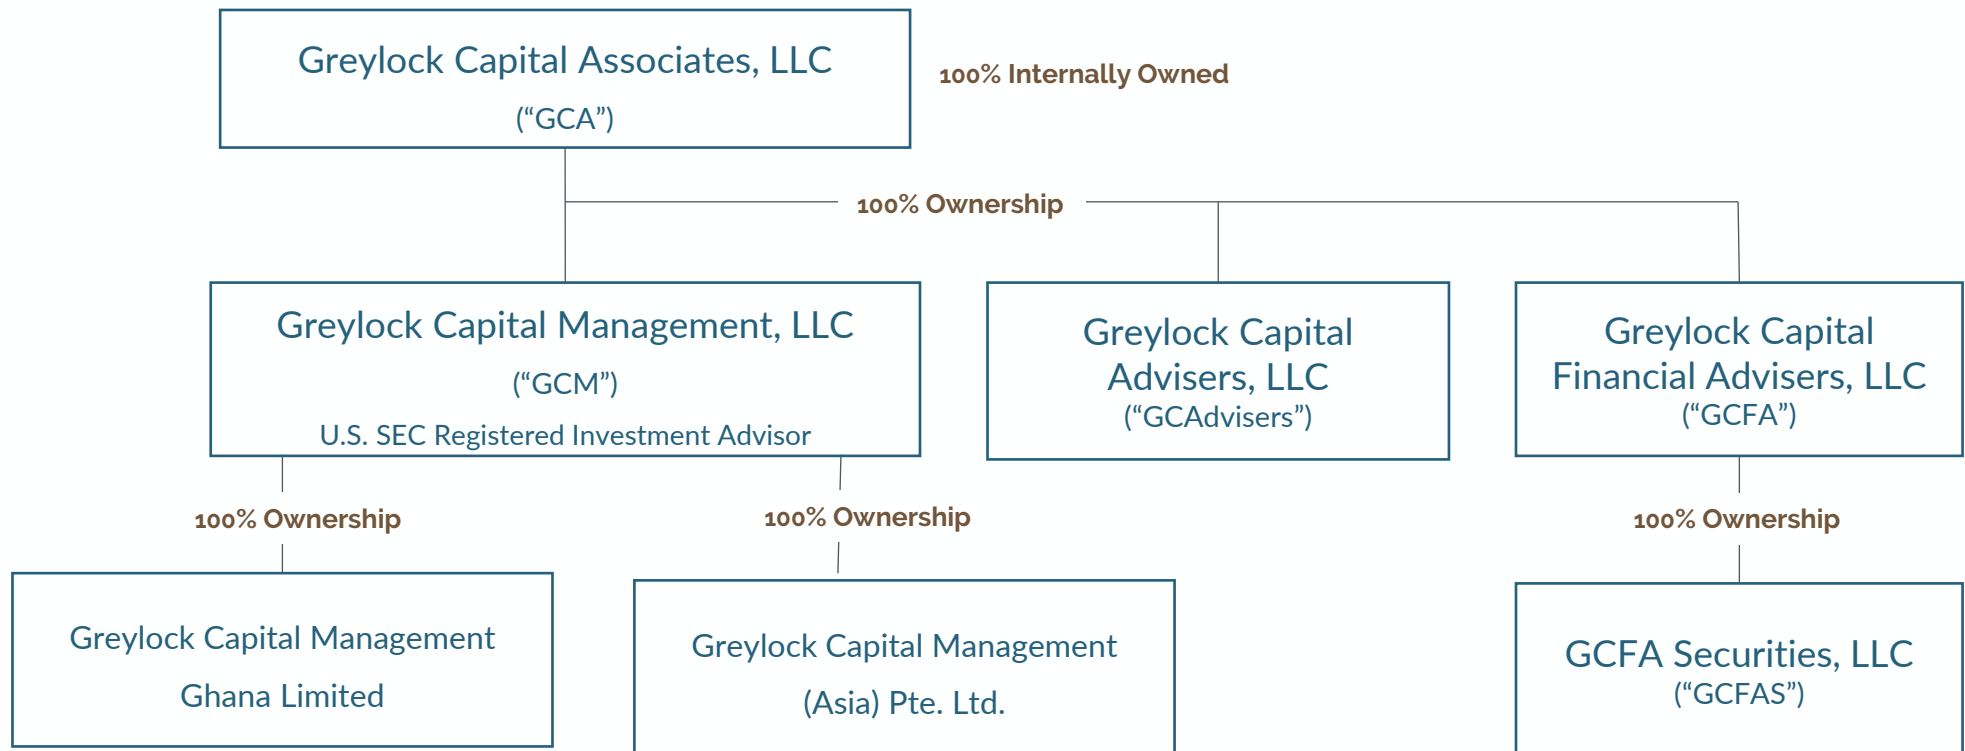 Greylock Capital Associates, LLC
(“GCA”)
100% Internally Owned
100% Ownership
Greylock Capital Management, LLC
(“GCM”)
U.S. SEC Registered Investment Advisor
Greylock Capital
Advisers, LLC
(“GCAdvisers”)
Greylock Capital
Financial Advisers, LLC
(“GCFA”)
100% Ownership
100% Ownership
100% Ownership
Greylock Capital Management
Ghana Limited
Greylock Capital Management
(Asia) Pte. Ltd.
GCFA Securities, LLC
(“GCFAS”)